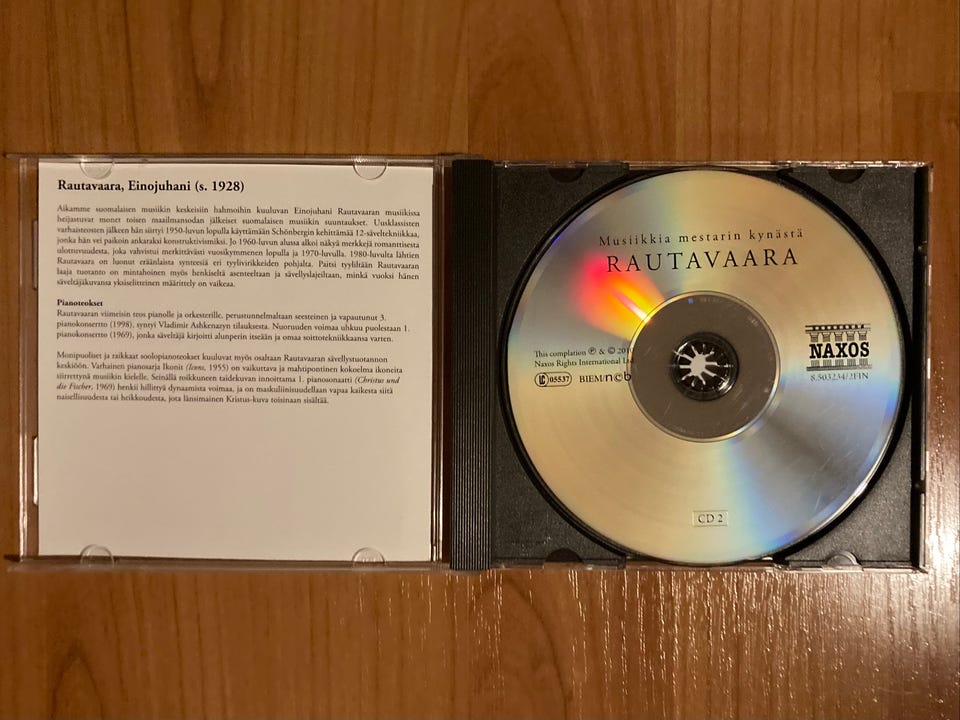 Rautavaara, Einojuhani (s. 1928)
Aikamme suomalaisen musiikin keskeisiin hahmoihin kuuluvan Einojuhani Rautavaaran musiikissa
heijastuvat monet toisen maailmansodan jälkeiset suomalaisen musiikin suuntaukset. Uusklassisten
varhaisteosten jälkeen hän siirtyi 1950-luvun lopulla käyttämään Schönbergin kehittämää 12-säveltekniikkaa,
jonka hän vei paikoin ankaraksi konstruktivismiksi. Jo 1960-luvun alussa alkoi näkyä merkkejä romanttisesta
ulottuvuudesta, joka vahvistui merkittävästi vuosikymmenen lopulla ja 1970-luvulla. 1980-luvulta lähtien
Rautavaara on luonut eräänlaista synteesiä eri tyylivirikkeiden pohjalta. Paitsi tyyliltään Rautavaaran
laaja tuotanto on mintahoinen myös henkiseltä asenteeltaan ja sävellyslajeiltaan, minkä vuoksi hänen
säveltäjäkuvansa yksiselitteinen määrittely on vaikeaa.
Pianoteokset
Rautavaaran viimeisin teos pianolle ja orkesterille, perustunnelmaltaan seesteinen ja vapautunut 3.
pianokonsertto (1998), syntyi Vladimir Ashkenazyn tilauksesta. Nuoruuden voimaa uhkuu puolestaan 1.
pianokonsertto (1969), jonka säveltäjä kirjoitti alunperin itseään ja omaa soittotekniikkaansa varten.
Monipuoliset ja raikkaat soolopianoteokset kuuluvat myös osaltaan Rautavaaran sävellystuotannon
keskiöön. Varhainen pianosarja Ikonit (Icons, 1955) on vaikuttava ja mahtipontinen kokoelma ikoneita
siirrettynä musiikin kielelle. Seinällä roikkuneen taidekuvan innoittama 1. pianosonaatti (Christus und
die Fischer, 1969) henkii hillittyä dynaamista voimaa, ja on maskuliinisuudellaan vapaa kaikesta siitä
naisellisuudesta tai heikkoudesta, jota länsimainen Kristus-kuva toisinaan sisältää.
Musiikkia mestarin kynästä
RAUTAVAARA
This compilation ℗ & © 201
Naxos Rights International Ltd
LC 05537 BIEM/ncb
NAXOS
8.503234/2FIN
CD 2